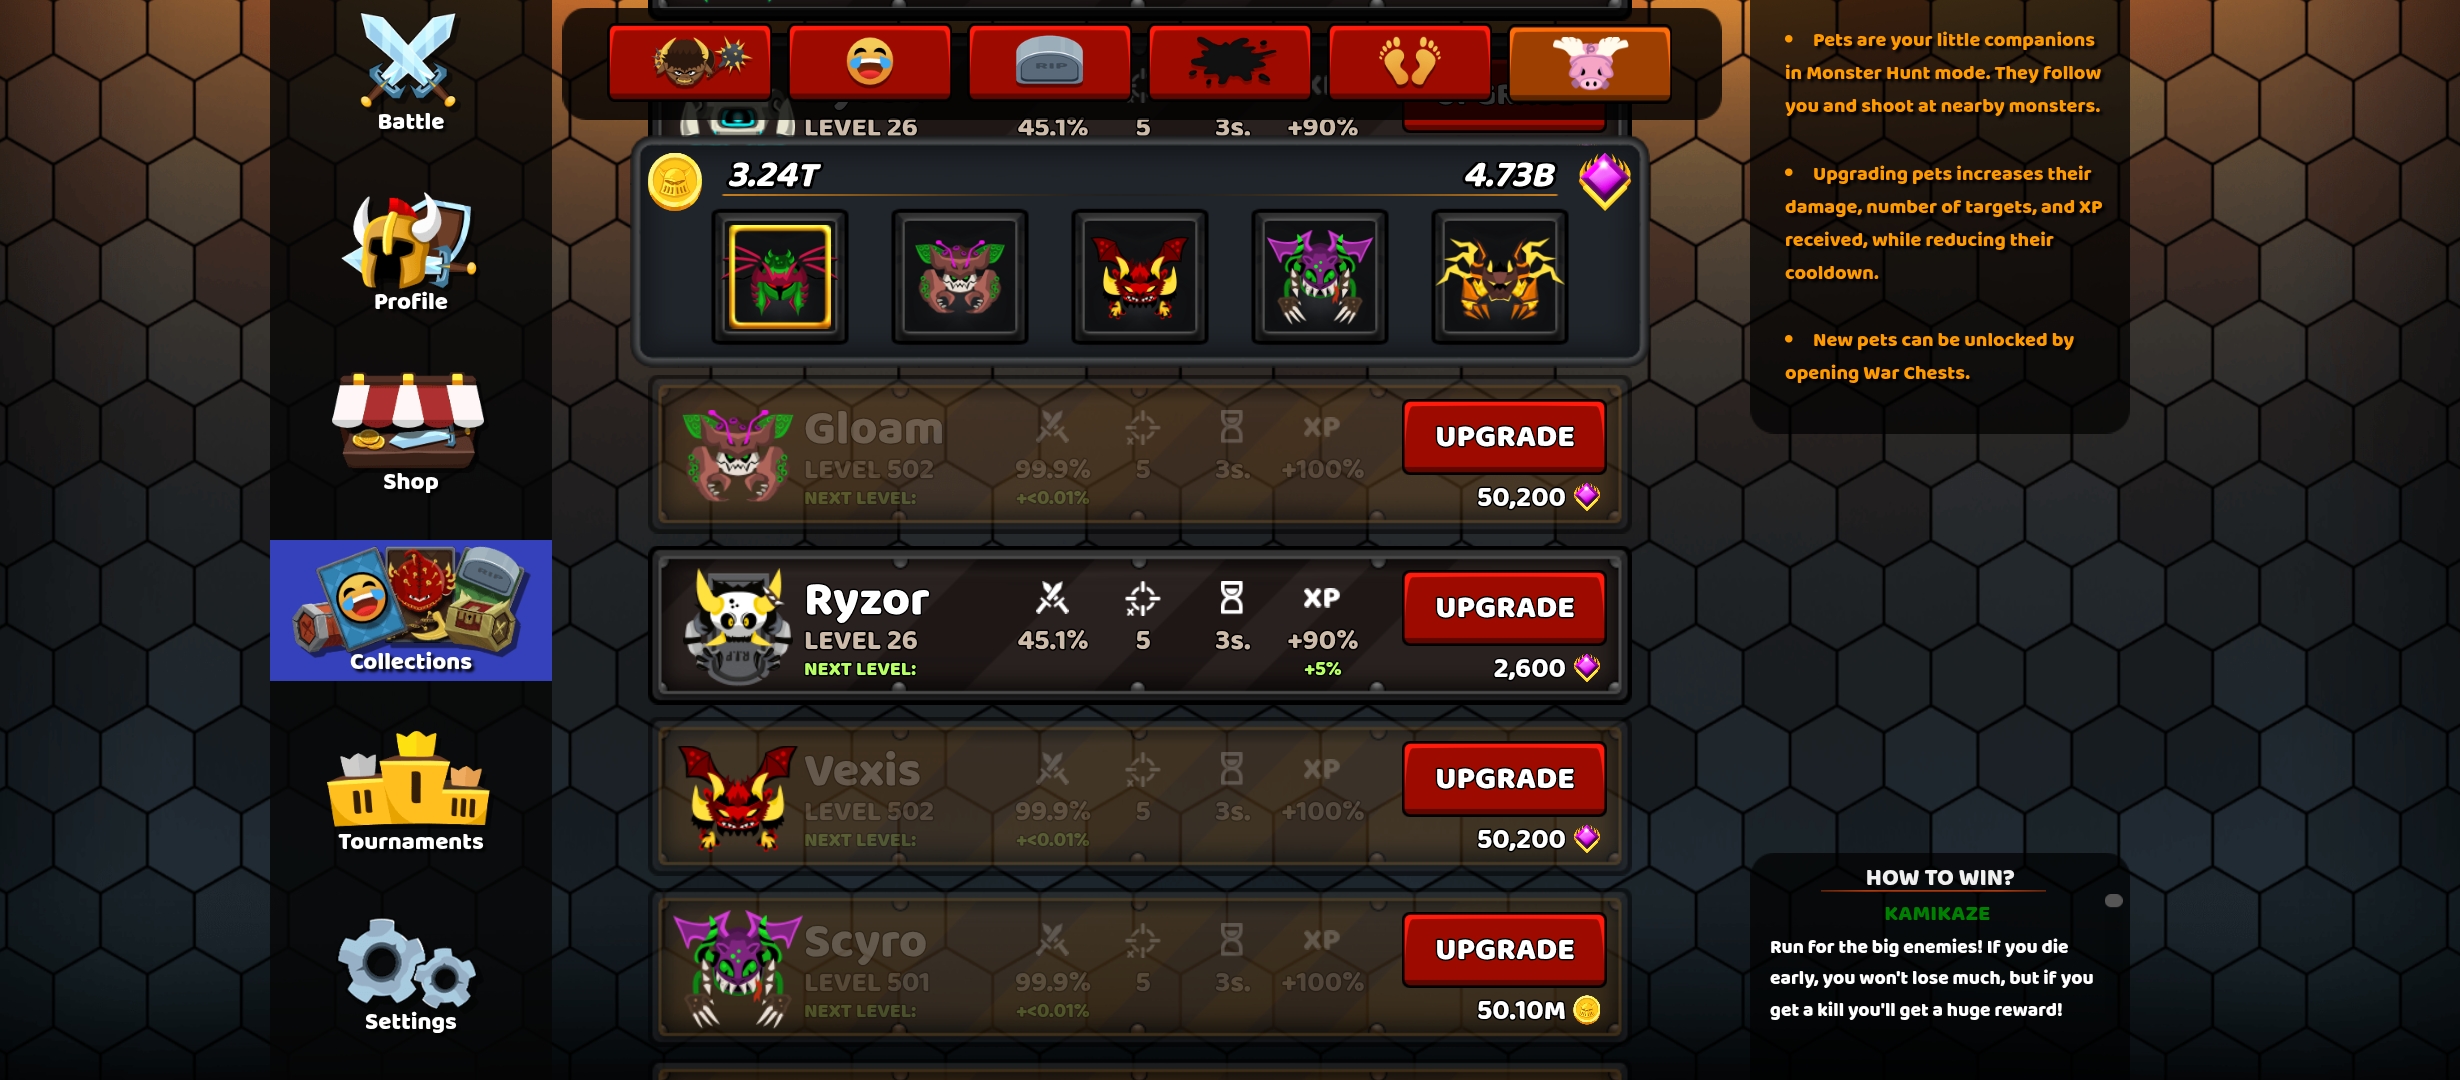 Battle
Profile
Shop
Collections
Tournaments
Settings
RIP
LEVEL 26 45.1% 5 3s. +90%
3.24T 4.73B
Gloam XP UPGRADE
LEVEL 502 99.9% 5 3s. +100%
NEXT LEVEL: +<0.01% 50,200
Ryzor XP UPGRADE
LEVEL 26 45.1% 5 3s. +90%
NEXT LEVEL: +5% 2,600
Vexis XP UPGRADE
LEVEL 502 99.9% 5 3s. +100%
NEXT LEVEL: +<0.01% 50,200
Scyro XP UPGRADE
LEVEL 501 99.9% 5 3s. +100%
NEXT LEVEL: +<0.01% 50.10M
• Pets are your little companions
in Monster Hunt mode. They follow
you and shoot at nearby monsters.
• Upgrading pets increases their
damage, number of targets, and XP
received, while reducing their
cooldown.
• New pets can be unlocked by
opening War Chests.
HOW TO WIN?
KAMIKAZE
Run for the big enemies! If you die
early, you won't lose much, but if you
get a kill you'll get a huge reward!